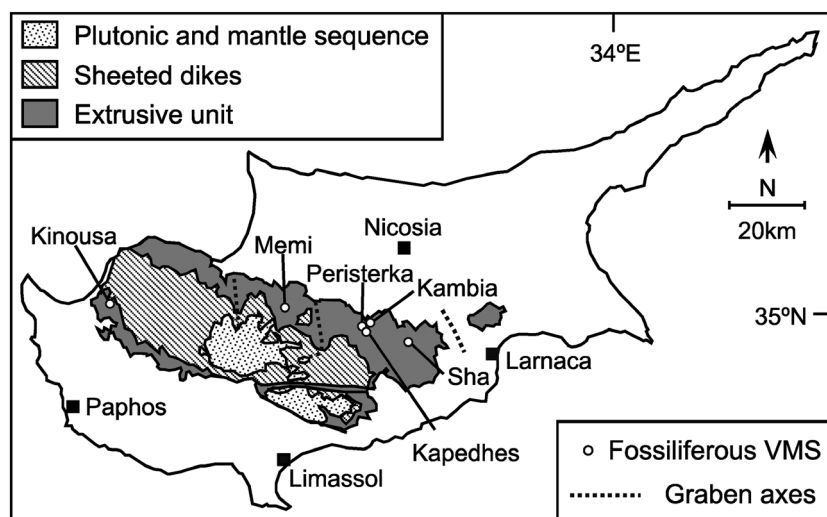 Plutonic and mantle sequence
Sheeted dikes
Extrusive unit
34ºE
N
20km
Nicosia
Kinousa
Memi
Peristerka
Kambia
35ºN
Larnaca
Sha
Paphos
Kapedhes
Limassol
Fossiliferous VMS
Graben axes